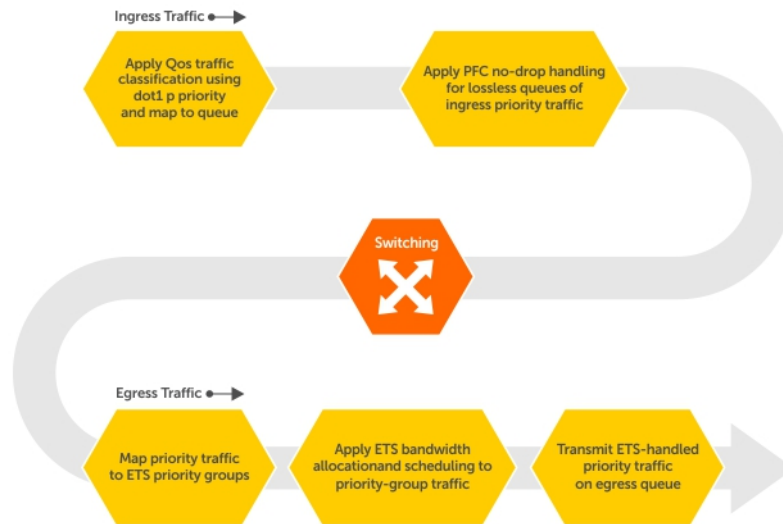 Ingress Traffic
Apply Qos traffic
classification using
dot1 p priority
and map to queue
Apply PFC no-drop handling
for lossless queues of
ingress priority traffic
Switching
Egress Traffic
Map priority traffic
to ETS priority groups
Apply ETS bandwidth
allocationand scheduling to
priority-group traffic
Transmit ETS-handled
priority traffic
on egress queue